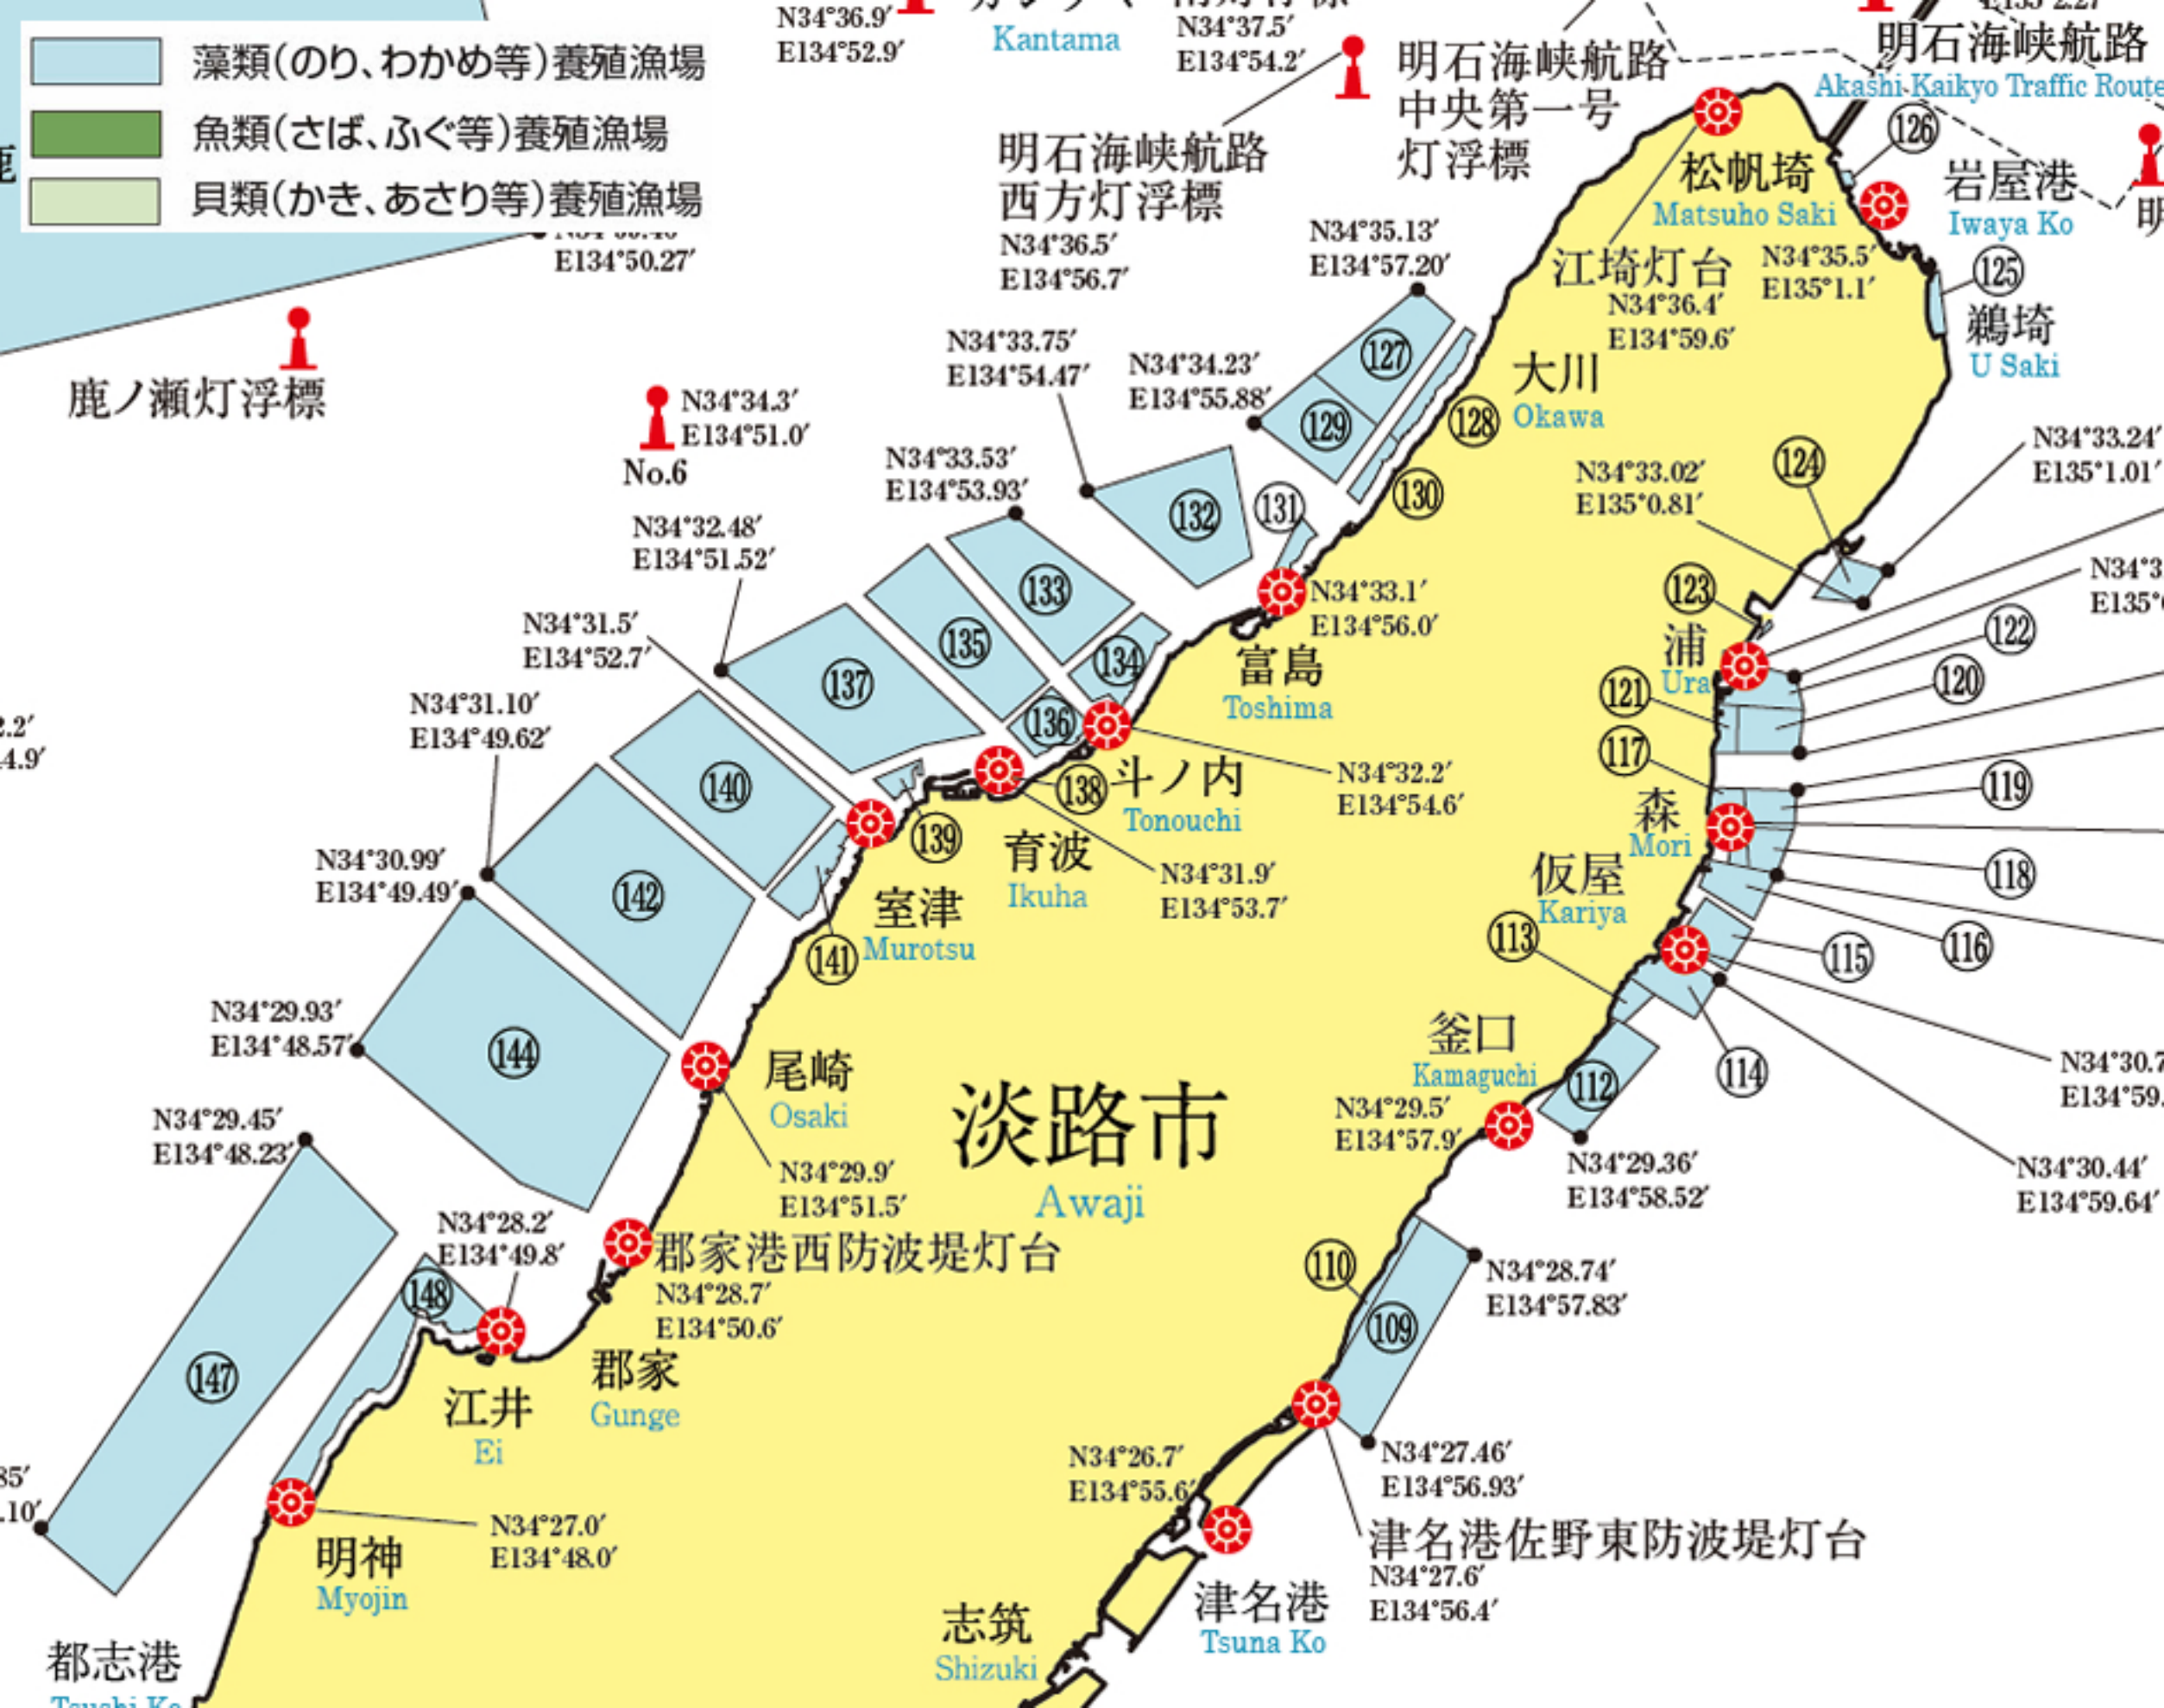 藻類(のり、わかめ等)養殖漁場
魚類(さば、ふぐ等)養殖漁場
貝類(かき、あさり等)養殖漁場
N34°36.9′
E134°52.9′
Kantama
N34°37.5′
E134°54.2′
明石海峡航路
中央第一号
灯浮標
明石海峡航路
Akashi Kaikyo Traffic Route
明石海峡航路
西方灯浮標
N34°36.5′
E134°56.7′
E134°50.27′
鹿ノ瀬灯浮標
N34°34.3′
E134°51.0′
No.6
松帆埼
Matsuho Saki
江埼灯台
N34°36.4′
E134°59.6′
N34°35.5′
E135°1.1′
126
岩屋港
Iwaya Ko
125
鵜埼
U Saki
N34°35.13′
E134°57.20′
127
128
129
130
大川
Okawa
N34°33.75′
E134°54.47′
N34°34.23′
E134°55.88′
N34°33.53′
E134°53.93′
132
131
N34°33.1′
E134°56.0′
富島
Toshima
N34°32.48′
E134°51.52′
133
134
135
136
137
N34°31.5′
E134°52.7′
138
斗ノ内
Tonouchi
N34°32.2′
E134°54.6′
N34°31.10′
E134°49.62′
139
140
育波
Ikuha
N34°31.9′
E134°53.7′
室津
Murotsu
141
142
N34°30.99′
E134°49.49′
N34°29.93′
E134°48.57′
144
尾崎
Osaki
N34°29.9′
E134°51.5′
淡路市
Awaji
N34°29.45′
E134°48.23′
147
148
N34°28.2′
E134°49.8′
郡家港西防波堤灯台
N34°28.7′
E134°50.6′
郡家
Gunge
江井
Ei
明神
Myojin
N34°27.0′
E134°48.0′
都志港
124
N34°33.24′
E135°1.01′
N34°33.02′
E135°0.81′
123
浦
Ura
122
120
121
117
119
森
Mori
118
仮屋
Kariya
116
115
113
114
釜口
Kamaguchi
N34°29.5′
E134°57.9′
112
N34°29.36′
E134°58.52′
N34°30.44′
E134°59.64′
110
109
N34°28.74′
E134°57.83′
N34°27.46′
E134°56.93′
N34°26.7′
E134°55.6′
津名港佐野東防波堤灯台
N34°27.6′
E134°56.4′
津名港
Tsuna Ko
志筑
Shizuki